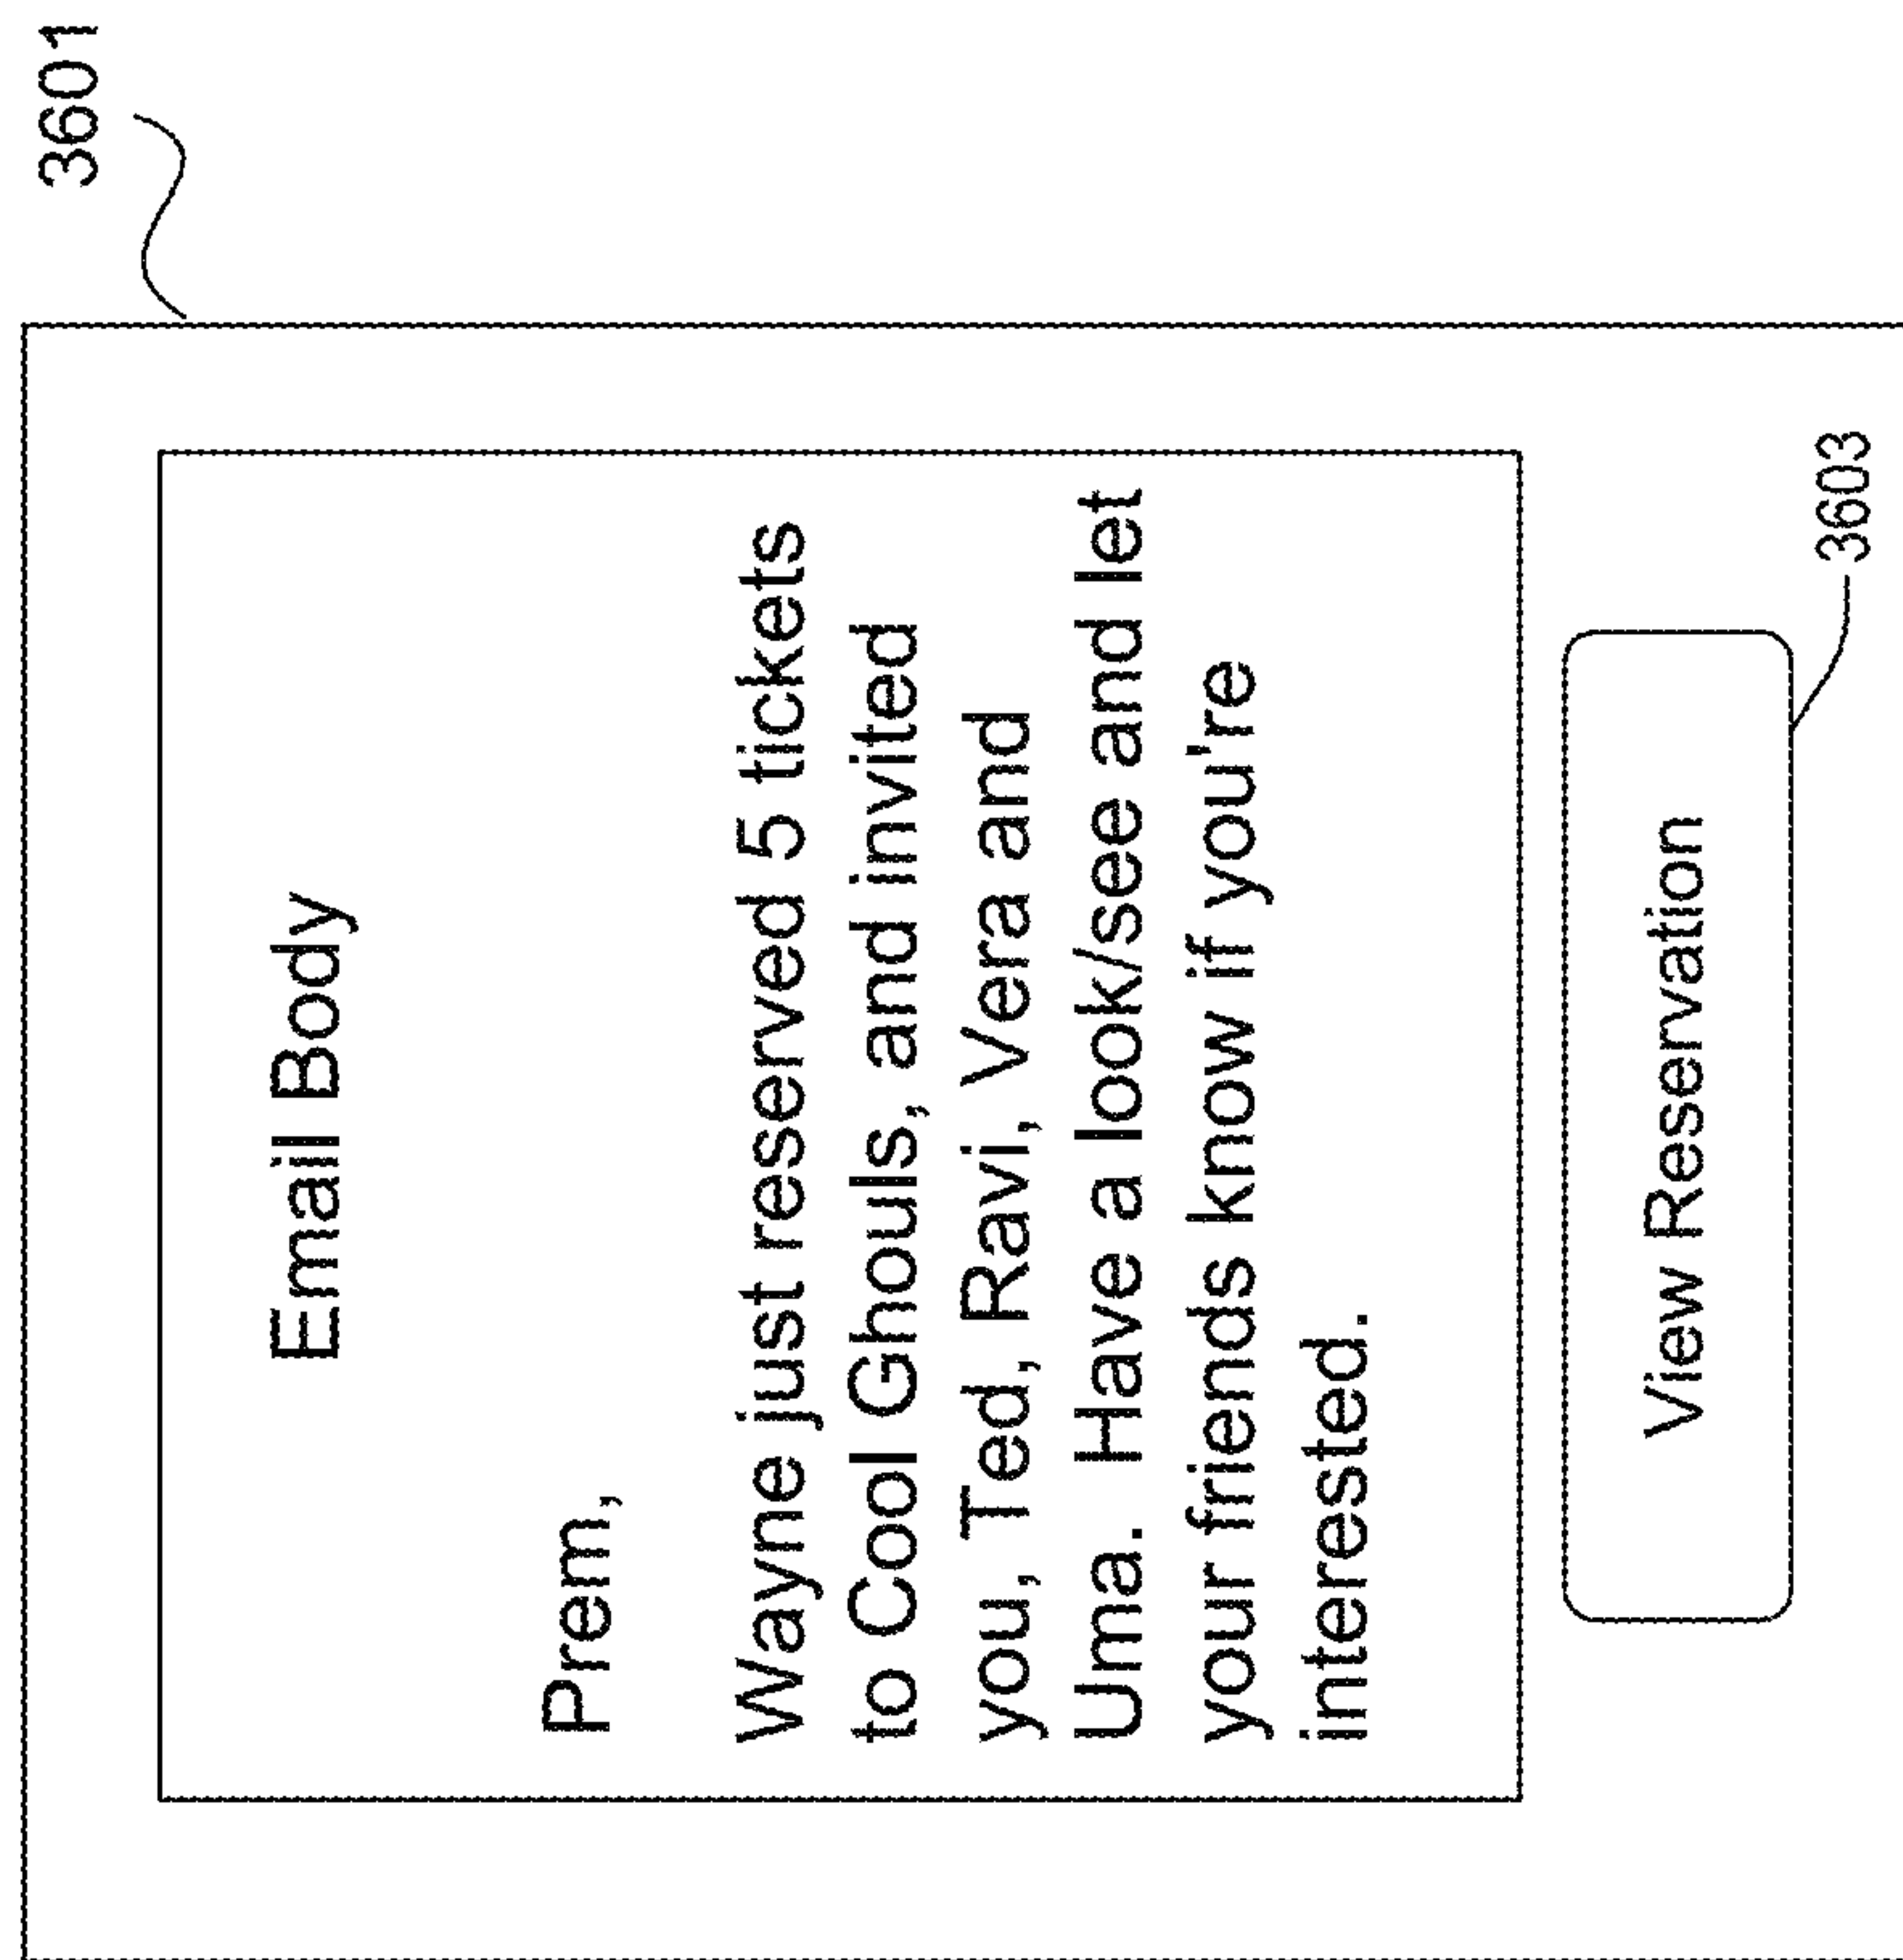 3601
Email Body
Prem,
Wayne just reserved 5 tickets
to Cool Ghouls, and invited
you, Ted, Ravi, Vera and
Uma. Have a look/see and let
your friends know if you're
interested.
View Reservation
3603